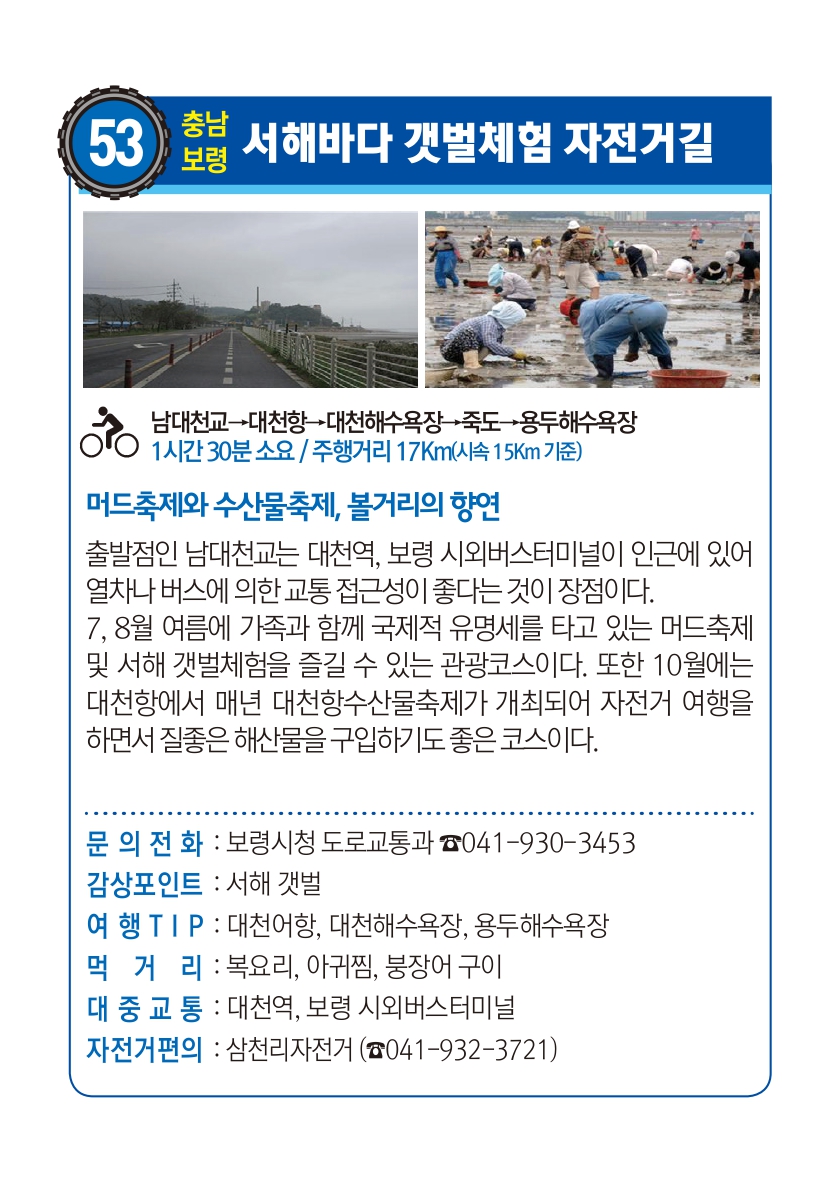 53
충남
보령
서해바다 갯벌체험 자전거길
남대천교→대천항→대천해수욕장→죽도→용두해수욕장
1시간 30분 소요 / 주행거리 17Km(시속 15Km 기준)
머드축제와 수산물축제, 볼거리의 향연
출발점인 남대천교는 대천역, 보령 시외버스터미널이 인근에 있어
열차나 버스에 의한 교통 접근성이 좋다는 것이 장점이다.
7, 8월 여름에 가족과 함께 국제적 유명세를 타고 있는 머드축제
및 서해 갯벌체험을 즐길 수 있는 관광코스이다. 또한 10월에는
대천항에서 매년 대천항수산물축제가 개최되어 자전거 여행을
하면서 질좋은 해산물을 구입하기도 좋은 코스이다.
문의전화 : 보령시청 도로교통과 ☎041-930-3453
감상포인트 : 서해 갯벌
여행TIP : 대천어항, 대천해수욕장, 용두해수욕장
먹거리 : 복요리, 아귀찜, 붕장어 구이
대중교통 : 대천역, 보령 시외버스터미널
자전거편의 : 삼천리자전거 (☎041-932-3721)